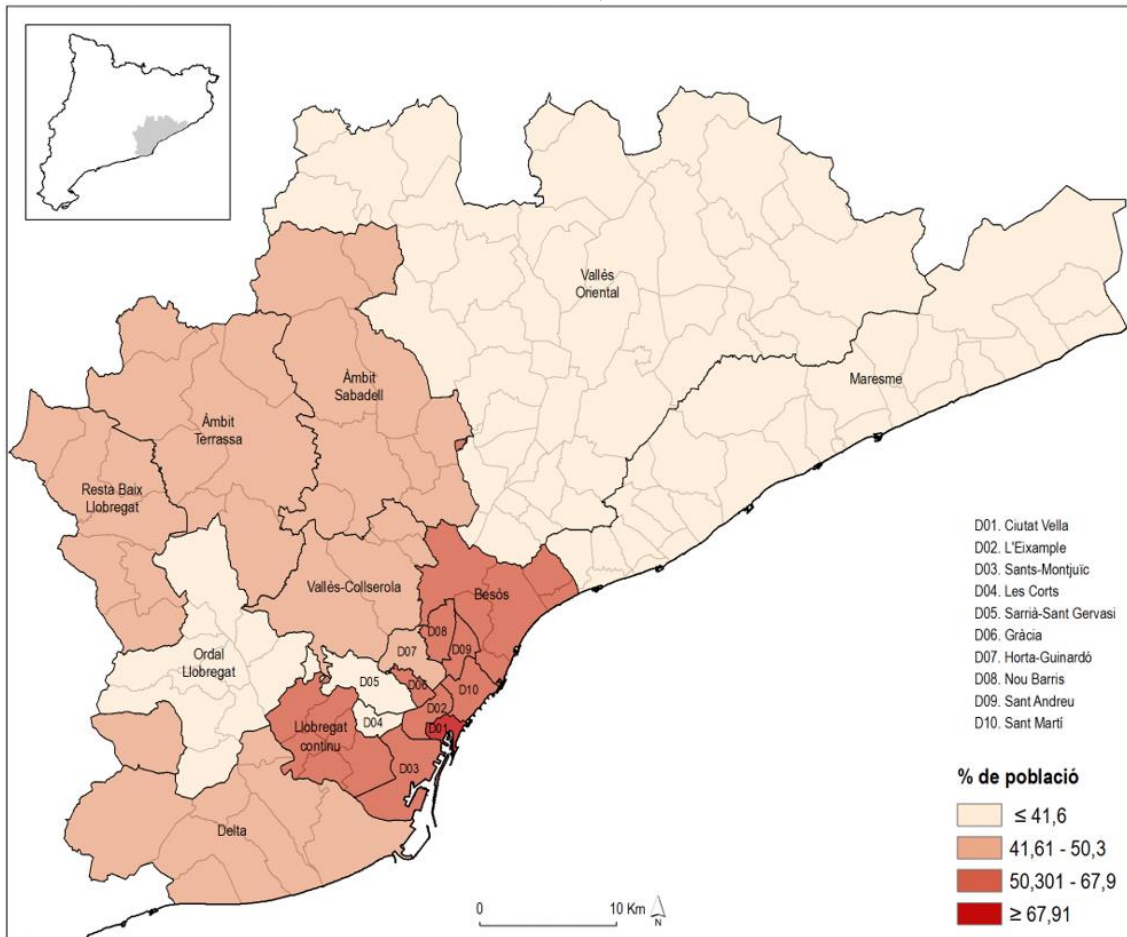 Vallès
Oriental
Maresme
Àmbit
Sabadell
Àmbit
Terrassa
Resta Baix
Llobregat
Vallès-Collserola
Besòs
Ordal
Llobregat
D08
D09
D07
D05
D06
D10
D02
D04
D01
Llobregat
continu
D03
Delta
D01. Ciutat Vella
D02. L'Eixample
D03. Sants-Montjuïc
D04. Les Corts
D05. Sarrià-Sant Gervasi
D06. Gràcia
D07. Horta-Guinardó
D08. Nou Barris
D09. Sant Andreu
D10. Sant Martí
% de població
≤ 41,6
41,61 - 50,3
50,301 - 67,9
≥ 67,91
0 10 Km
N